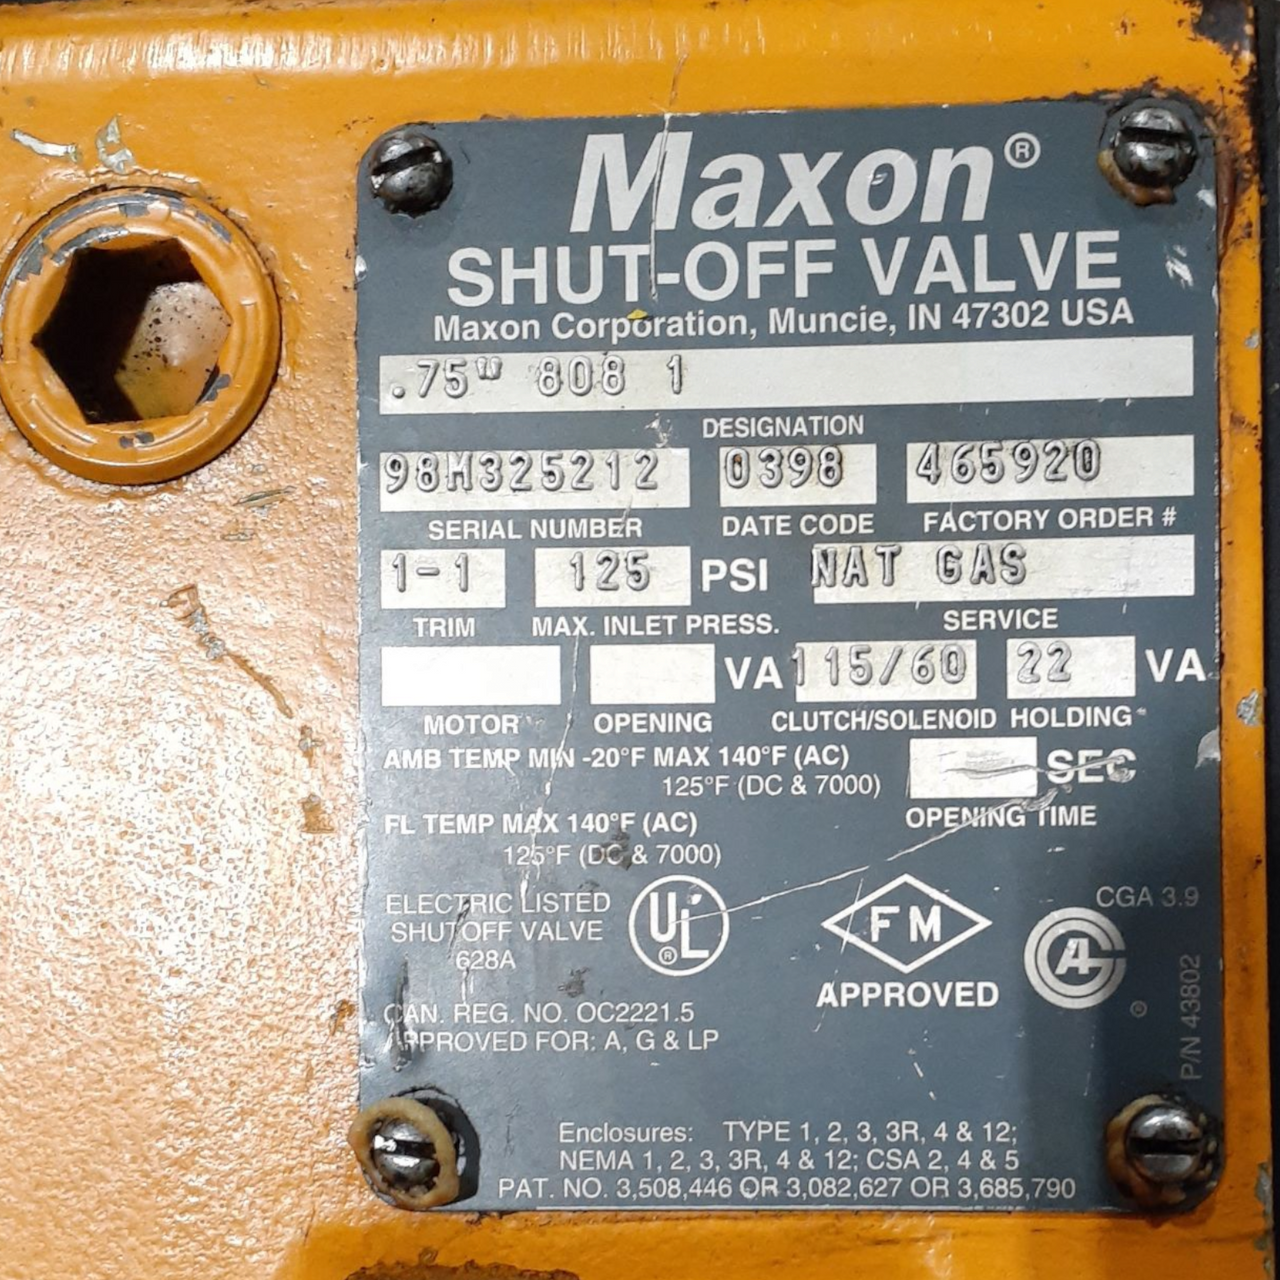 Maxon®
SHUT-OFF VALVE
Maxon Corporation, Muncie, IN 47302 USA
.75" 808 1
DESIGNATION
98M325212 0398 465920
SERIAL NUMBER DATE CODE FACTORY ORDER #
1-1 125 PSI NAT GAS
TRIM MAX. INLET PRESS. SERVICE
VA 115/60 22 VA
MOTOR OPENING CLUTCH/SOLENOID HOLDING
AMB TEMP MIN -20°F MAX 140°F (AC) SEC
125°F (DC & 7000)
FL TEMP MAX 140°F (AC) OPENING TIME
125°F (DC & 7000)
ELECTRIC LISTED
SHUTOFF VALVE
628A
UL®
FM
APPROVED
CGA 3.9
AG®
P/N 43802
CAN. REG. NO. OC2221.5
APPROVED FOR: A, G & LP
Enclosures: TYPE 1, 2, 3, 3R, 4 & 12;
NEMA 1, 2, 3, 3R, 4 & 12; CSA 2, 4 & 5
PAT. NO. 3,508,446 OR 3,082,627 OR 3,685,790